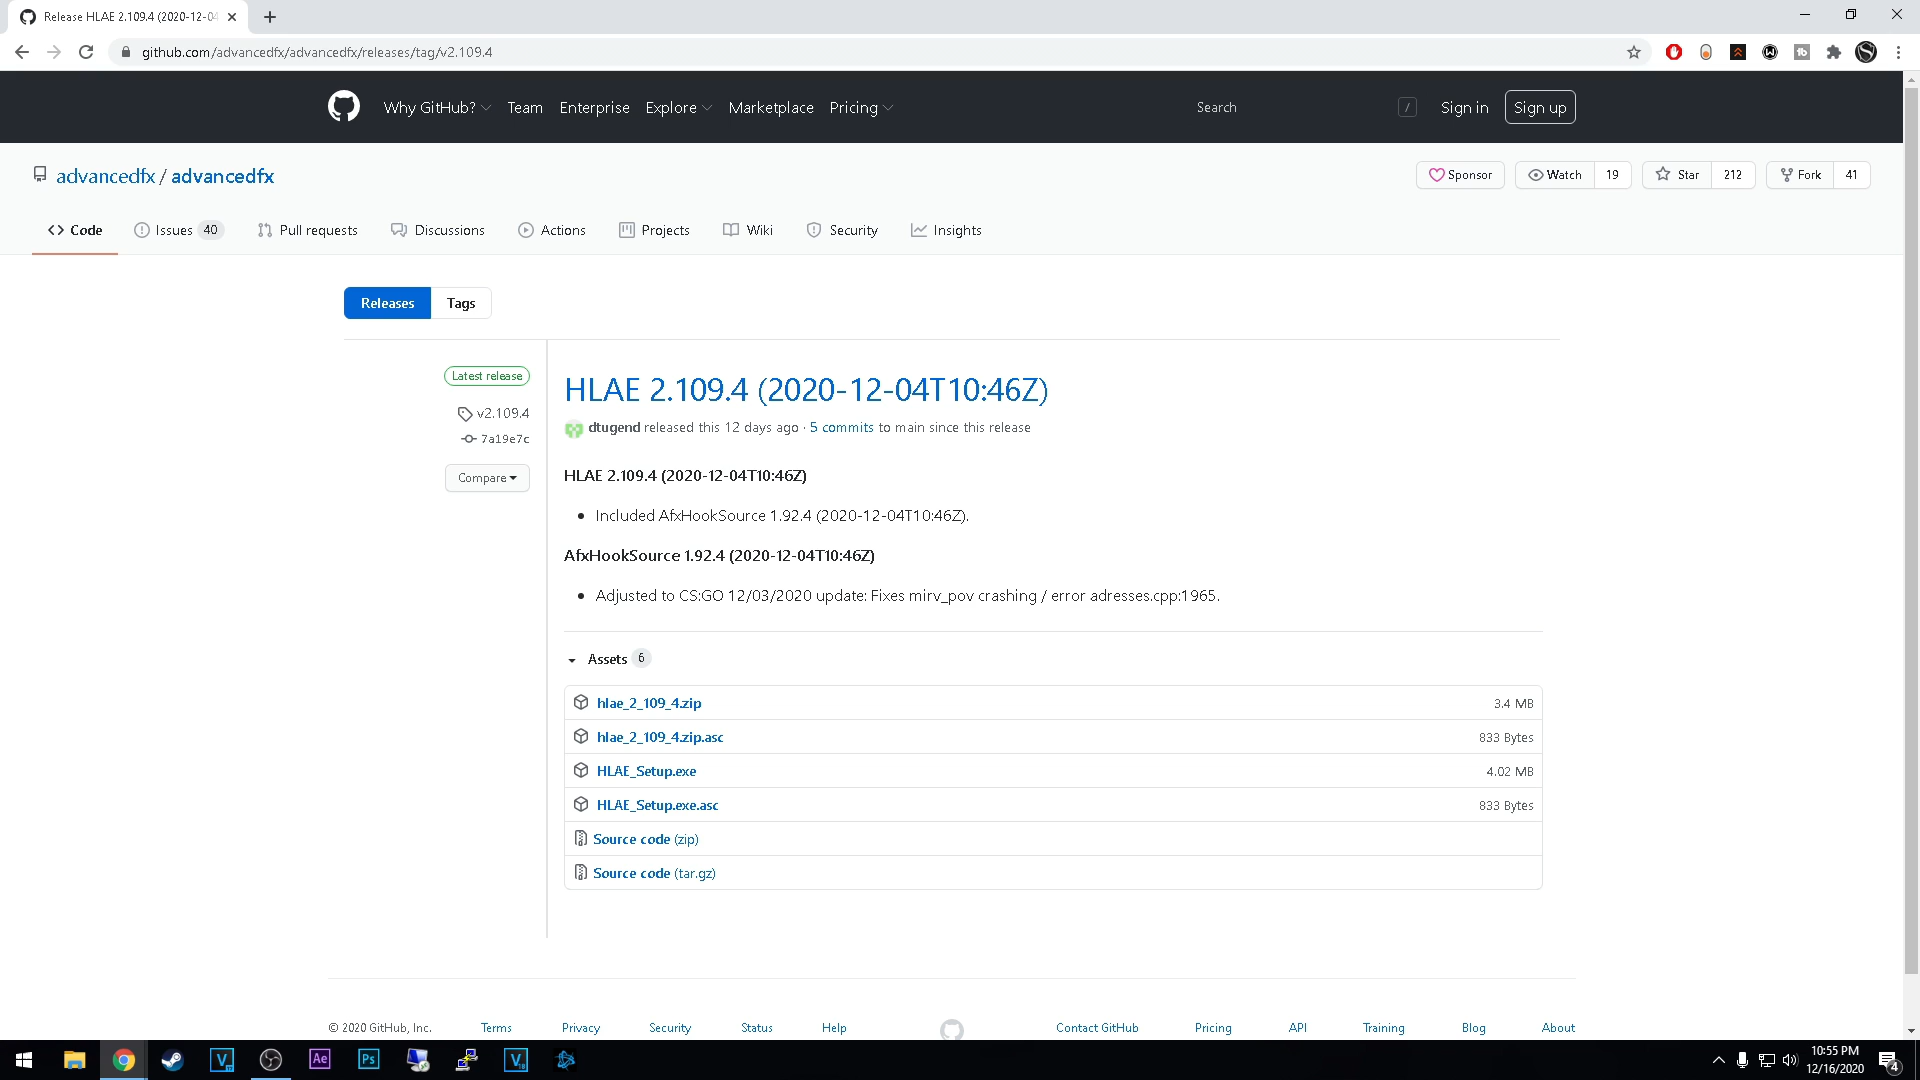 Release HLAE 2.109.4 (2020-12-04
github.com/advancedfx/advancedfx/releases/tag/v2.109.4
Why GitHub? Team Enterprise Explore Marketplace Pricing Search / Sign in Sign up
advancedfx / advancedfx Sponsor Watch 19 Star 212 Fork 41
Code Issues 40 Pull requests Discussions Actions Projects Wiki Security Insights
Releases Tags
Latest release
v2.109.4
7a19e7c
Compare
HLAE 2.109.4 (2020-12-04T10:46Z)
dtugend released this 12 days ago · 5 commits to main since this release
HLAE 2.109.4 (2020-12-04T10:46Z)
• Included AfxHookSource 1.92.4 (2020-12-04T10:46Z).
AfxHookSource 1.92.4 (2020-12-04T10:46Z)
• Adjusted to CS:GO 12/03/2020 update: Fixes mirv_pov crashing / error adresses.cpp:1965.
Assets 6
hlae_2_109_4.zip 3.4 MB
hlae_2_109_4.zip.asc 833 Bytes
HLAE_Setup.exe 4.02 MB
HLAE_Setup.exe.asc 833 Bytes
Source code (zip)
Source code (tar.gz)
© 2020 GitHub, Inc. Terms Privacy Security Status Help Contact GitHub Pricing API Training Blog About
Ae Ps
10:55 PM
12/16/2020
4